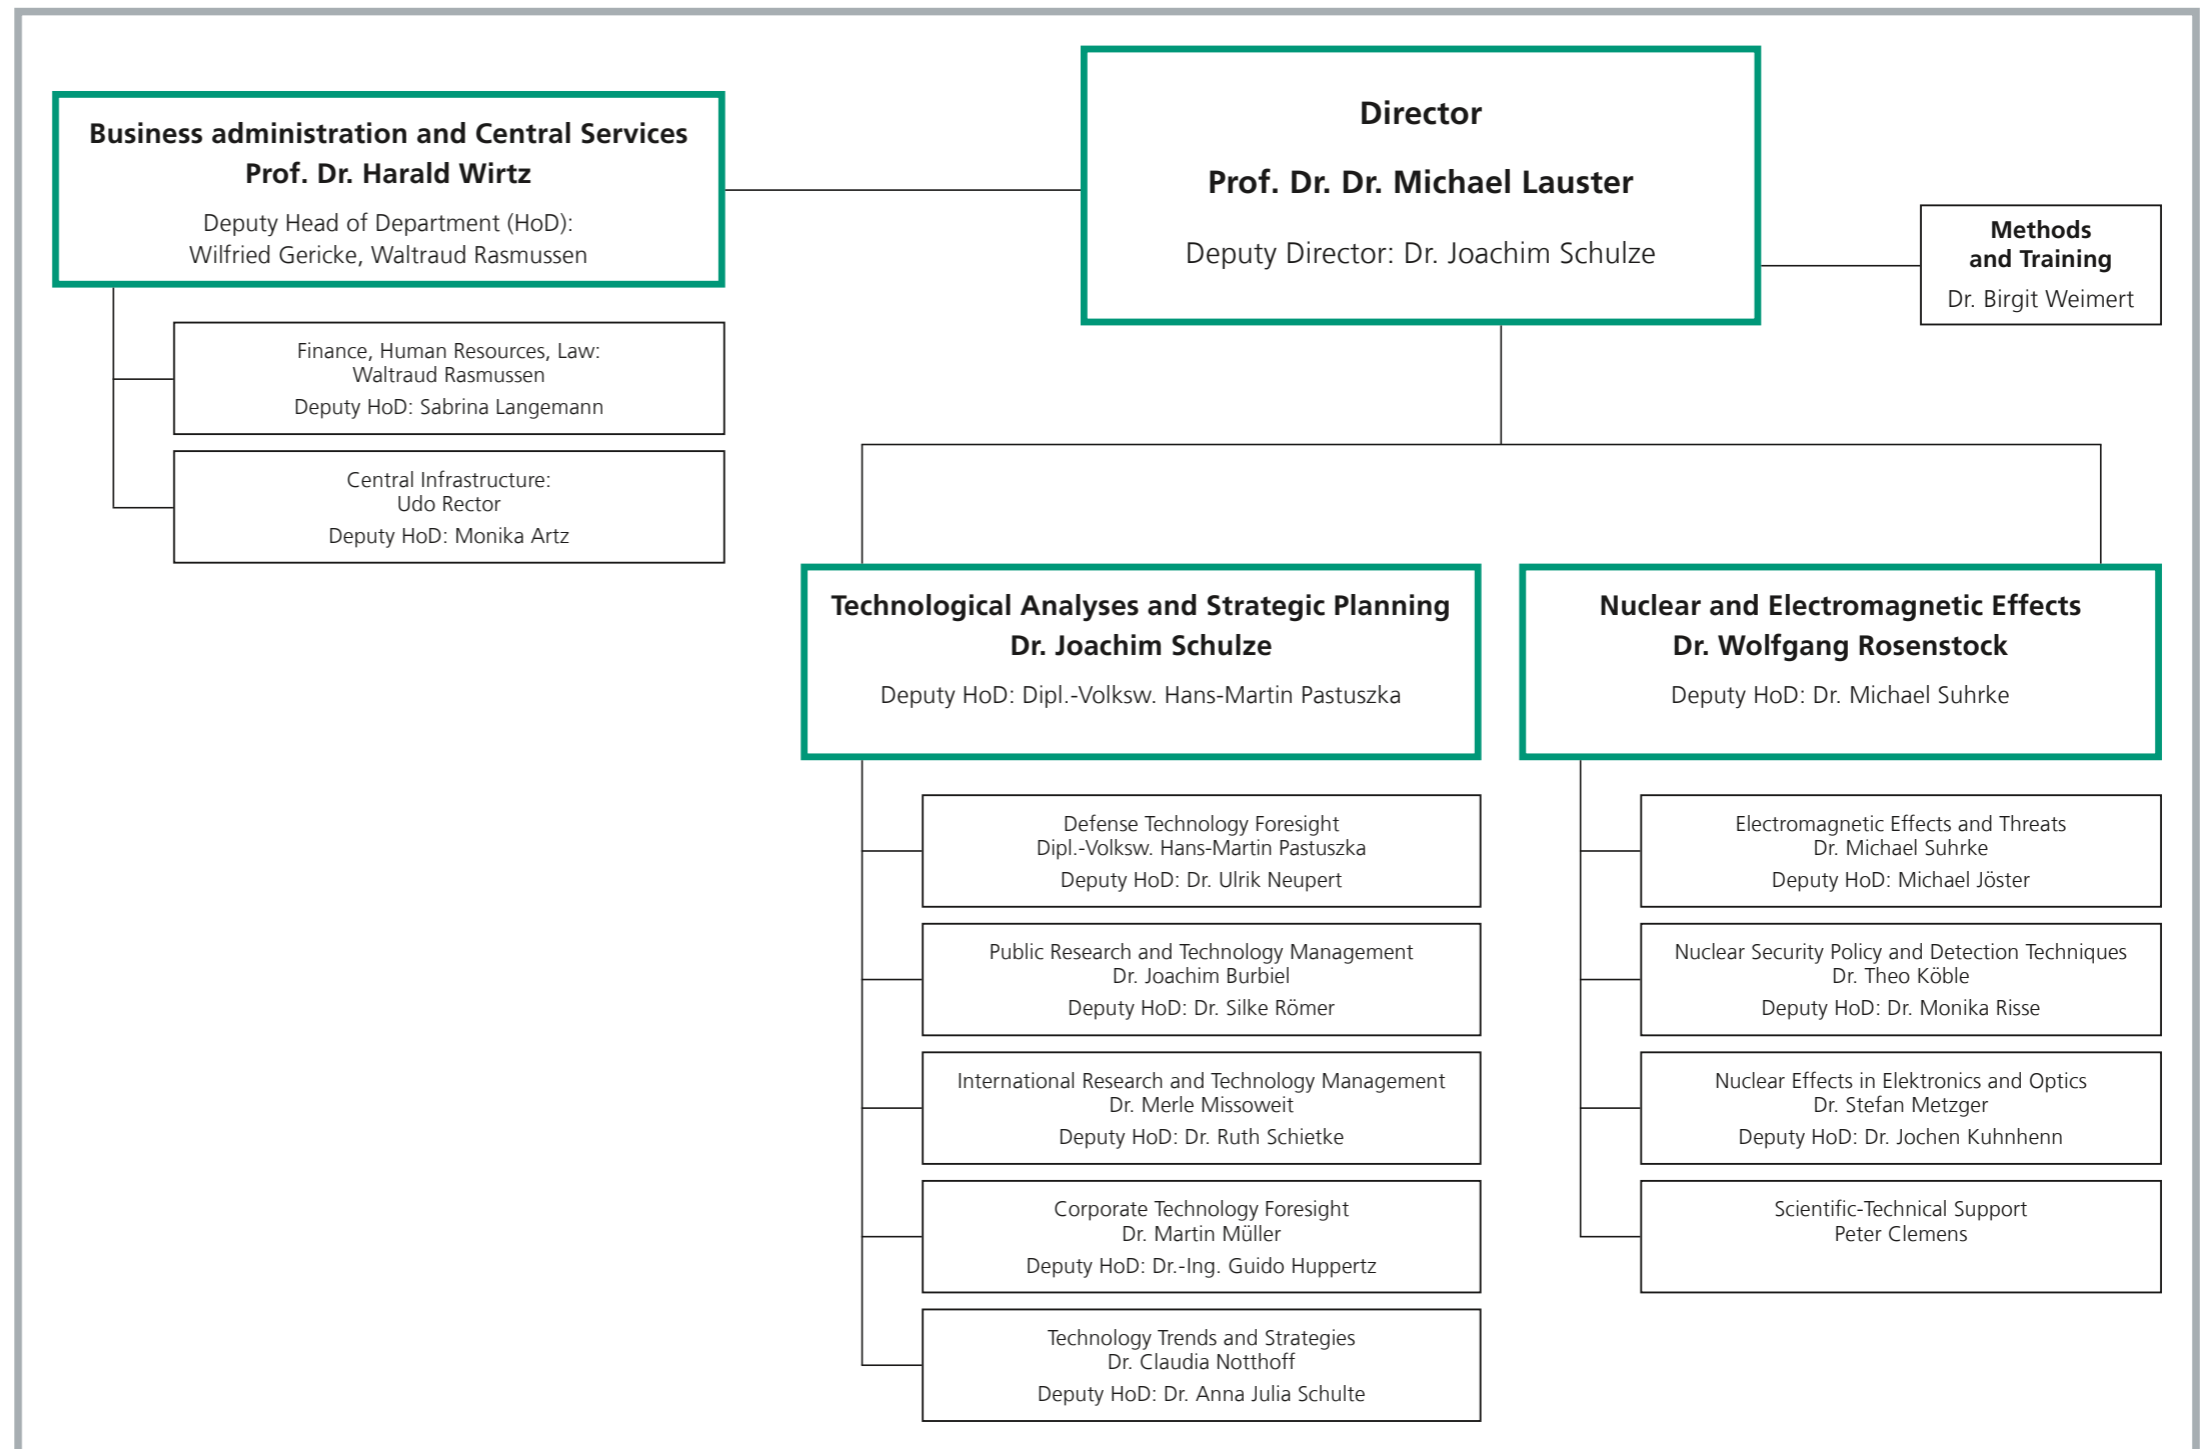 Business administration and Central Services
Prof. Dr. Harald Wirtz
Deputy Head of Department (HoD):
Wilfried Gericke, Waltraud Rasmussen
Finance, Human Resources, Law:
Waltraud Rasmussen
Deputy HoD: Sabrina Langemann
Central Infrastructure:
Udo Rector
Deputy HoD: Monika Artz
Director
Prof. Dr. Dr. Michael Lauster
Deputy Director: Dr. Joachim Schulze
Methods
and Training
Dr. Birgit Weimert
Technological Analyses and Strategic Planning
Dr. Joachim Schulze
Deputy HoD: Dipl.-Volksw. Hans-Martin Pastuszka
Defense Technology Foresight
Dipl.-Volksw. Hans-Martin Pastuszka
Deputy HoD: Dr. Ulrik Neupert
Public Research and Technology Management
Dr. Joachim Burbiel
Deputy HoD: Dr. Silke Römer
International Research and Technology Management
Dr. Merle Missoweit
Deputy HoD: Dr. Ruth Schietke
Corporate Technology Foresight
Dr. Martin Müller
Deputy HoD: Dr.-Ing. Guido Huppertz
Technology Trends and Strategies
Dr. Claudia Notthoff
Deputy HoD: Dr. Anna Julia Schulte
Nuclear and Electromagnetic Effects
Dr. Wolfgang Rosenstock
Deputy HoD: Dr. Michael Suhrke
Electromagnetic Effects and Threats
Dr. Michael Suhrke
Deputy HoD: Michael Jöster
Nuclear Security Policy and Detection Techniques
Dr. Theo Köble
Deputy HoD: Dr. Monika Risse
Nuclear Effects in Elektronics and Optics
Dr. Stefan Metzger
Deputy HoD: Dr. Jochen Kuhnhenn
Scientific-Technical Support
Peter Clemens